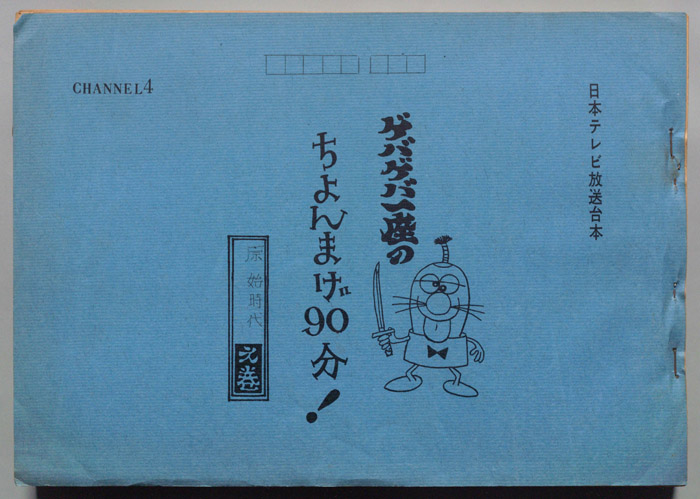 CHANNEL4
日本テレビ放送台本
ゲバゲバ一座の
ちょんまげ90分!
原始時代
之巻